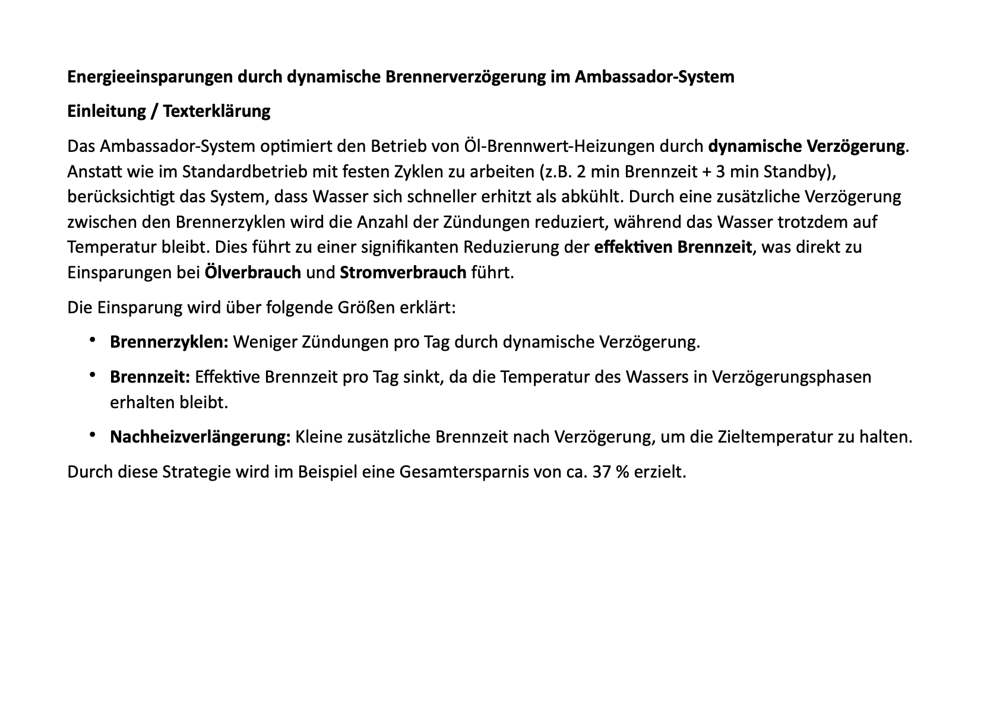 Energieeinsparungen durch dynamische Brennerverzögerung im Ambassador-System
Einleitung / Texterklärung
Das Ambassador-System optimiert den Betrieb von Öl-Brennwert-Heizungen durch dynamische Verzögerung.
Anstatt wie im Standardbetrieb mit festen Zyklen zu arbeiten (z.B. 2 min Brennzeit + 3 min Standby),
berücksichtigt das System, dass Wasser sich schneller erhitzt als abkühlt. Durch eine zusätzliche Verzögerung
zwischen den Brennerzyklen wird die Anzahl der Zündungen reduziert, während das Wasser trotzdem auf
Temperatur bleibt. Dies führt zu einer signifikanten Reduzierung der effektiven Brennzeit, was direkt zu
Einsparungen bei Ölverbrauch und Stromverbrauch führt.
Die Einsparung wird über folgende Größen erklärt:
• Brennerzyklen: Weniger Zündungen pro Tag durch dynamische Verzögerung.
• Brennzeit: Effektive Brennzeit pro Tag sinkt, da die Temperatur des Wassers in Verzögerungsphasen
erhalten bleibt.
• Nachheizverlängerung: Kleine zusätzliche Brennzeit nach Verzögerung, um die Zieltemperatur zu halten.
Durch diese Strategie wird im Beispiel eine Gesamtersparnis von ca. 37 % erzielt.